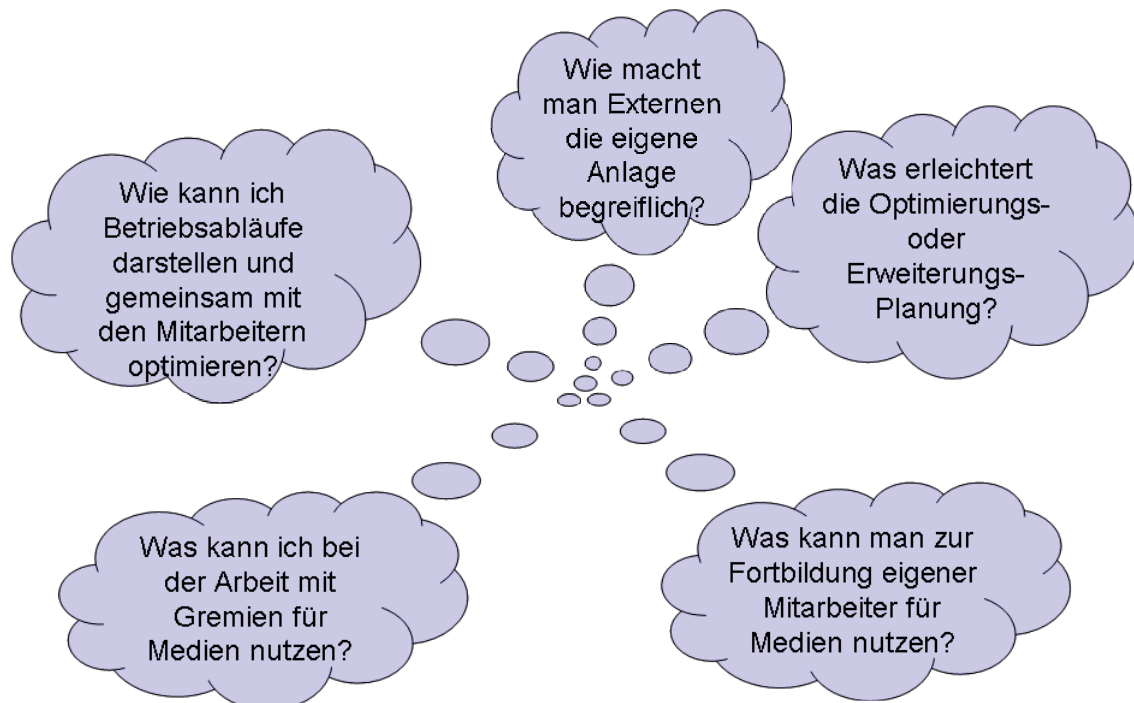 Wie macht
man Externen
die eigene
Anlage
begreiflich?
Wie kann ich
Betriebsabläufe
darstellen und
gemeinsam mit
den Mitarbeitern
optimieren?
Was erleichtert
die Optimierungs-
oder
Erweiterungs-
Planung?
Was kann ich bei
der Arbeit mit
Gremien für
Medien nutzen?
Was kann man zur
Fortbildung eigener
Mitarbeiter für
Medien nutzen?